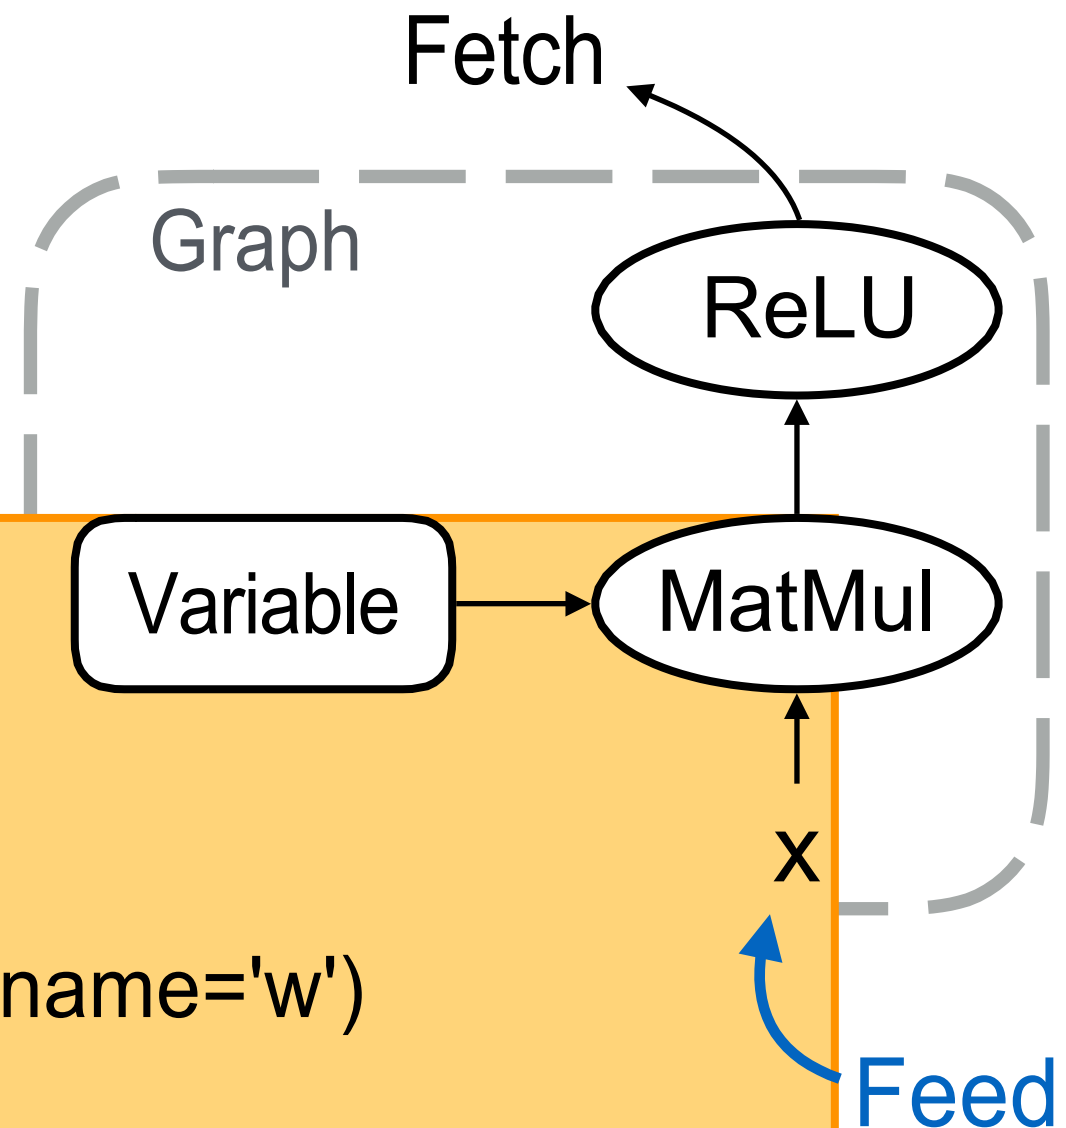 Fetch
Graph
ReLU
Variable
MatMul
x
name='w')
Feed